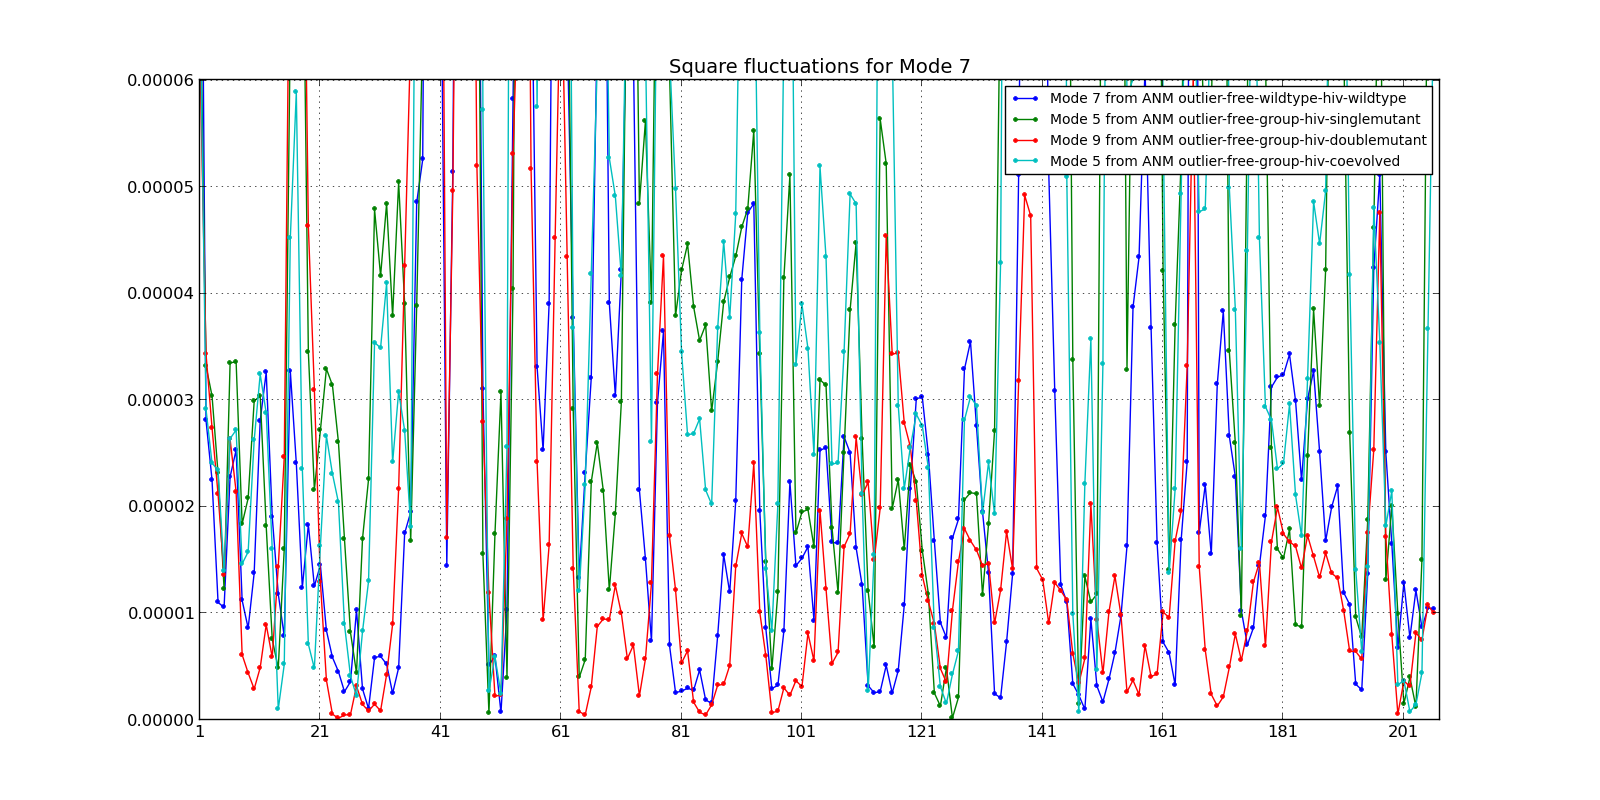 Square fluctuations for Mode 7
0.00006
0.00005
0.00004
0.00003
0.00002
0.00001
0.00000
Mode 7 from ANM outlier-free-wildtype-hiv-wildtype
Mode 5 from ANM outlier-free-group-hiv-singlemutant
Mode 9 from ANM outlier-free-group-hiv-doublemutant
Mode 5 from ANM outlier-free-group-hiv-coevolved
1 21 41 61 81 101 121 141 161 181 201